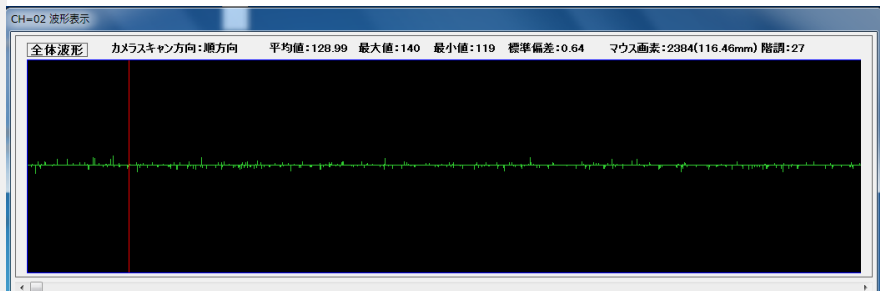 CH=02 波形表示
全体波形 カメラスキャン方向：順方向 平均値：128.99 最大値：140 最小値：119 標準偏差：0.64 マウス画素：2384(116.46mm) 階調：27